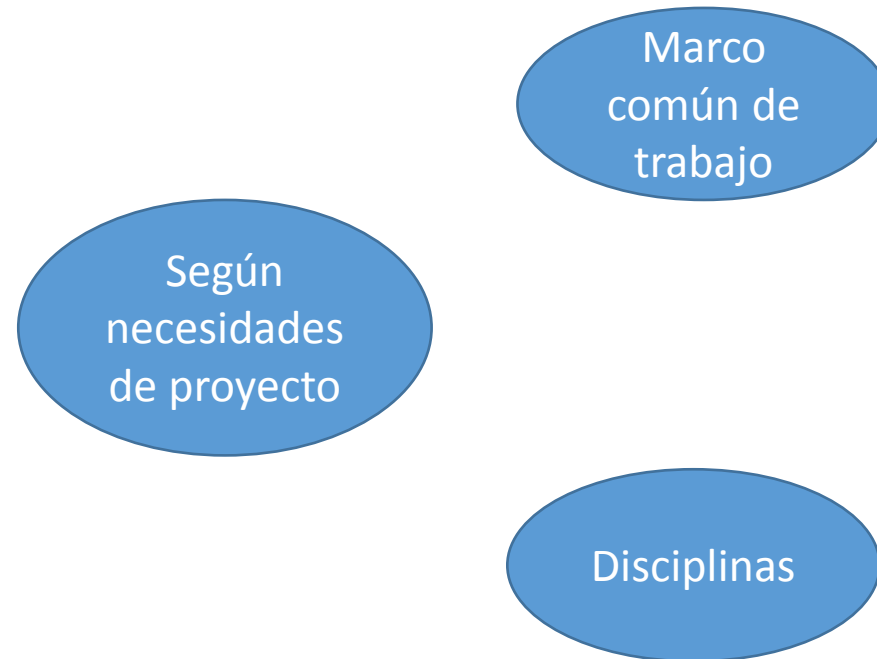 Marco
común de
trabajo
Según
necesidades
de proyecto
Disciplinas